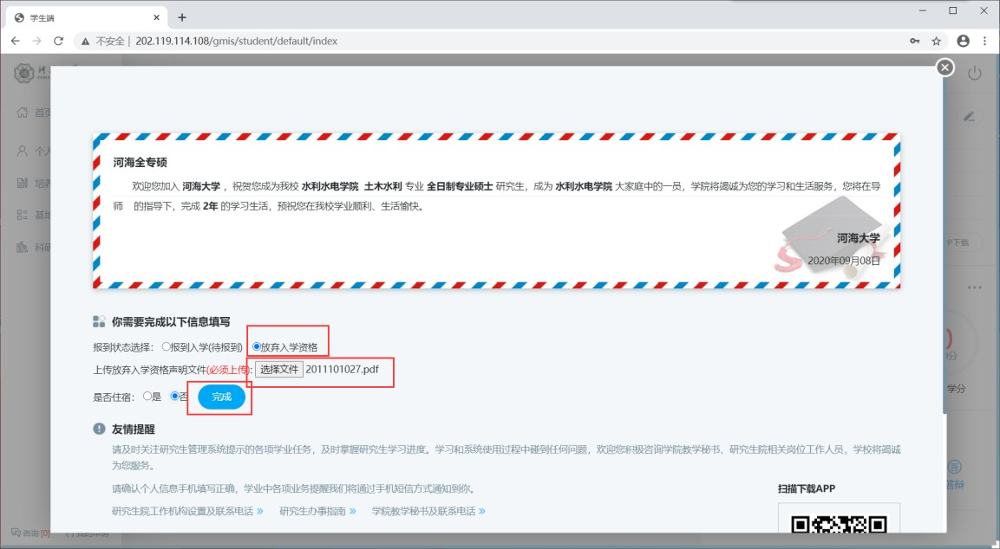 学生端
不安全 | 202.119.114.108/gmis/student/default/index
首页
个人
培养
基地
科研
河海全专硕
欢迎您加入 河海大学 ，祝贺您成为我校 水利水电学院 土木水利 专业 全日制专业硕士 研究生，成为 水利水电学院 大家庭中的一员，学院将竭诚为您的学习和生活服务，您将在导
师 的指导下，完成 2年 的学习生活，预祝您在我校学业顺利、生活愉快。
河海大学
2020年09月08日
P下载
你需要完成以下信息填写
报到状态选择： 报到入学(待报到) 放弃入学资格
上传放弃入学资格声明文件(必须上传): 选择文件 2011101027.pdf
是否住宿： 是 否 完成
分
学分
友情提醒
请及时关注研究生管理系统提示的各项学业任务，及时掌握研究生学习进度。学习和系统使用过程中碰到任何问题，欢迎您积极咨询学院教学秘书、研究生院相关岗位工作人员，学校将竭诚
为您服务。
请确认个人信息手机填写正确，学业中各项业务提醒我们将通过手机短信方式通知到你。
研究生院工作机构设置及联系电话 » 研究生办事指南 » 学院教学秘书及联系电话 »
扫描下载APP
答
答辩
咨询 [0]